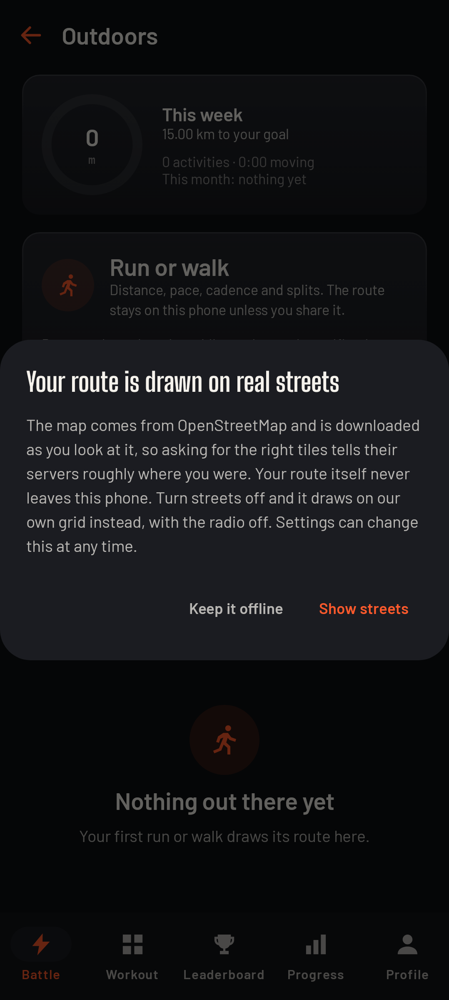 Outdoors
0
m
This week
15.00 km to your goal
0 activities · 0:00 moving
This month: nothing yet
Run or walk
Distance, pace, cadence and splits. The route
stays on this phone unless you share it.
Your route is drawn on real streets
The map comes from OpenStreetMap and is downloaded
as you look at it, so asking for the right tiles tells their
servers roughly where you were. Your route itself never
leaves this phone. Turn streets off and it draws on our
own grid instead, with the radio off. Settings can change
this at any time.
Keep it offline
Show streets
Nothing out there yet
Your first run or walk draws its route here.
Battle
Workout
Leaderboard
Progress
Profile